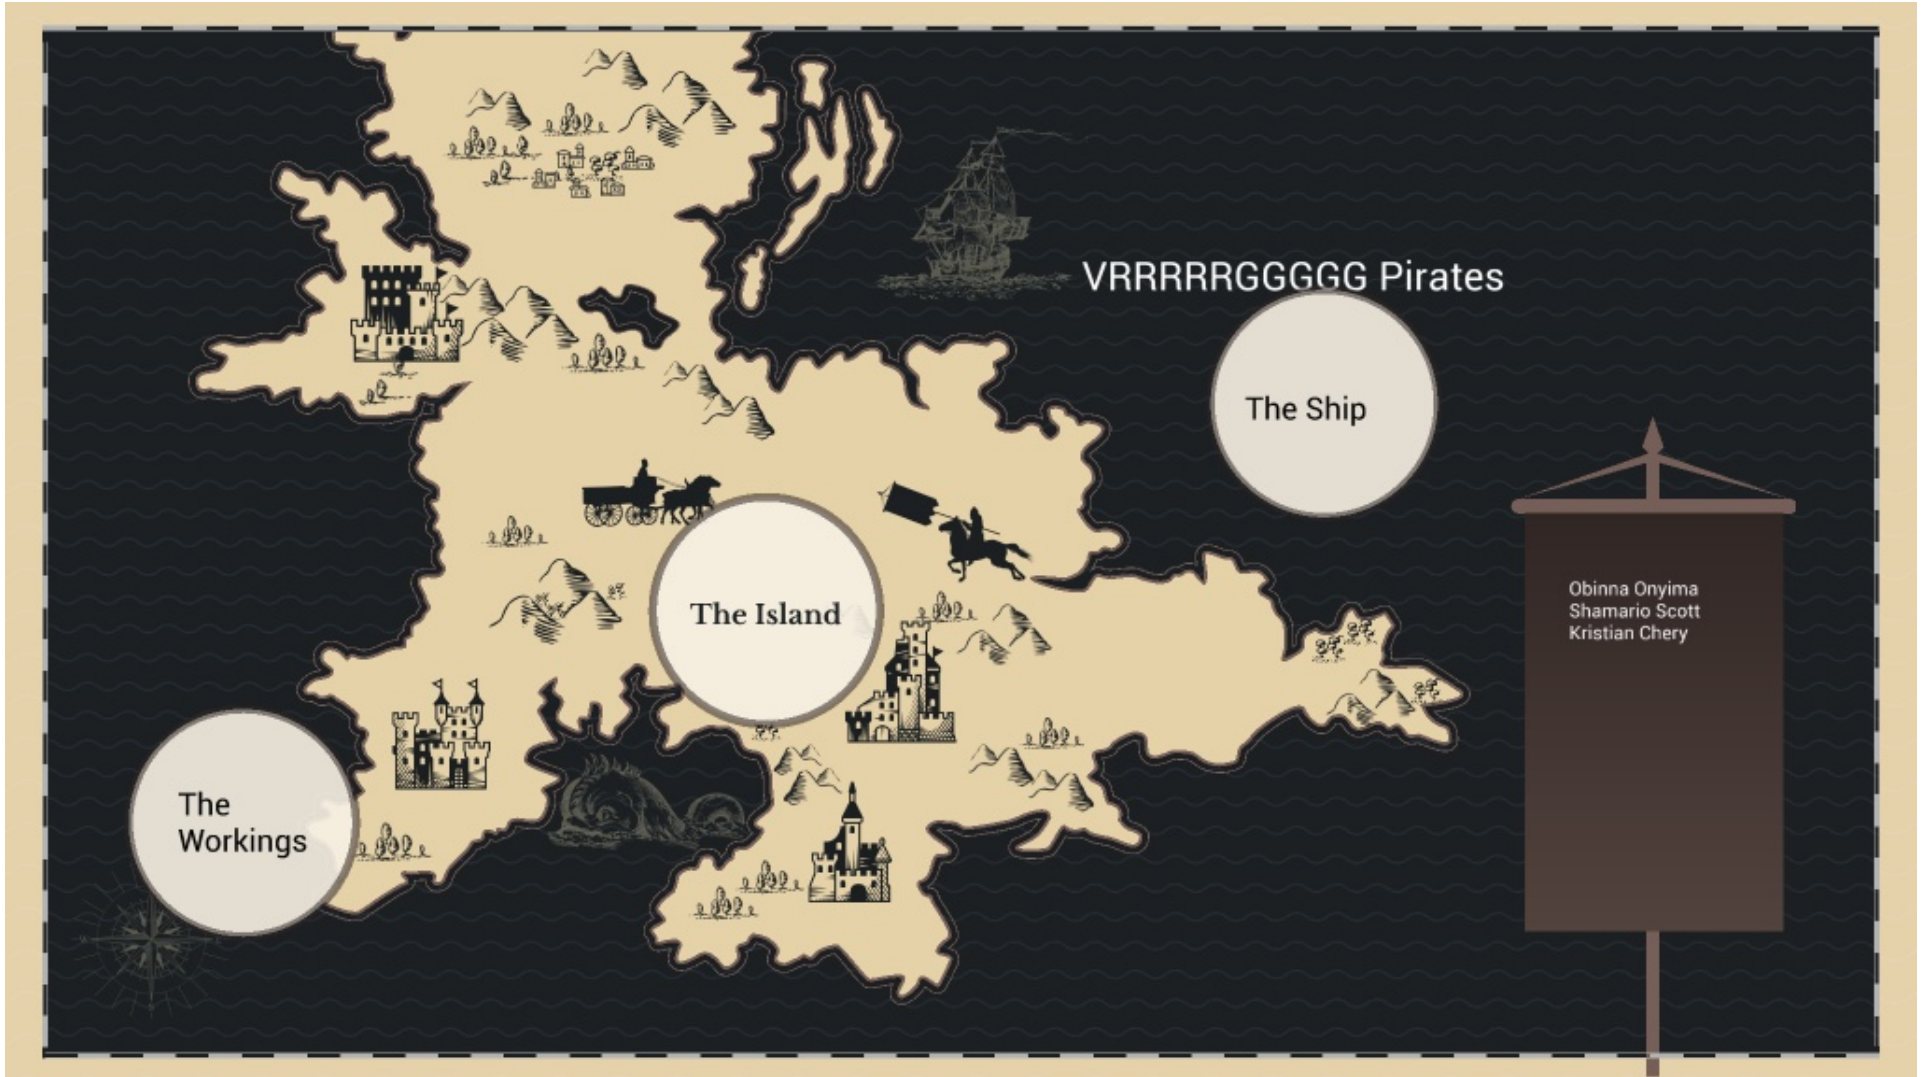 VRRRRRGGGGG Pirates
The Ship
The Island
The
Workings
Obinna Onyima
Shamario Scott
Kristian Chery